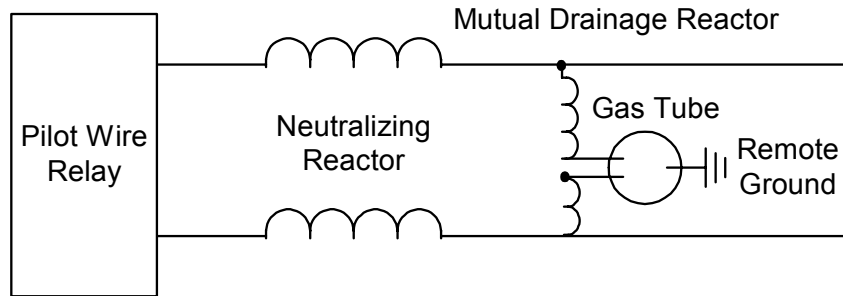 Mutual Drainage Reactor
Gas Tube
Pilot Wire
Relay
Neutralizing
Reactor
Remote
Ground